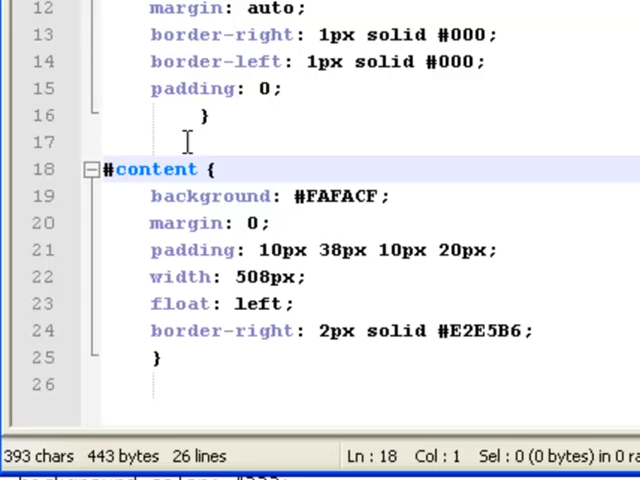 12 margin: auto;
13 border-right: 1px solid #000;
14 border-left: 1px solid #000;
15 padding: 0;
16 }
17
18 #content {
19 background: #FAFACF;
20 margin: 0;
21 padding: 10px 38px 10px 20px;
22 width: 508px;
23 float: left;
24 border-right: 2px solid #E2E5B6;
25 }
26
393 chars 443 bytes 26 lines Ln : 18 Col : 1 Sel : 0 (0 bytes) in 0 ra